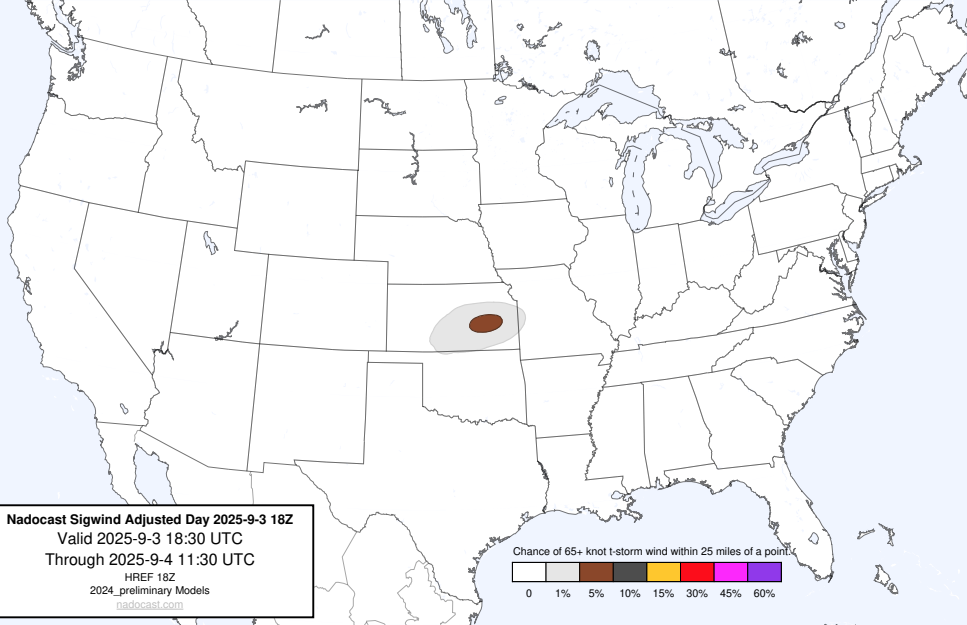 Nadocast Sigwind Adjusted Day 2025-9-3 18Z
Valid 2025-9-3 18:30 UTC
Through 2025-9-4 11:30 UTC
HREF 18Z
2024_preliminary Models
nadocast.com
Chance of 65+ knot t-storm wind within 25 miles of a point.
0 1% 5% 10% 15% 30% 45% 60%